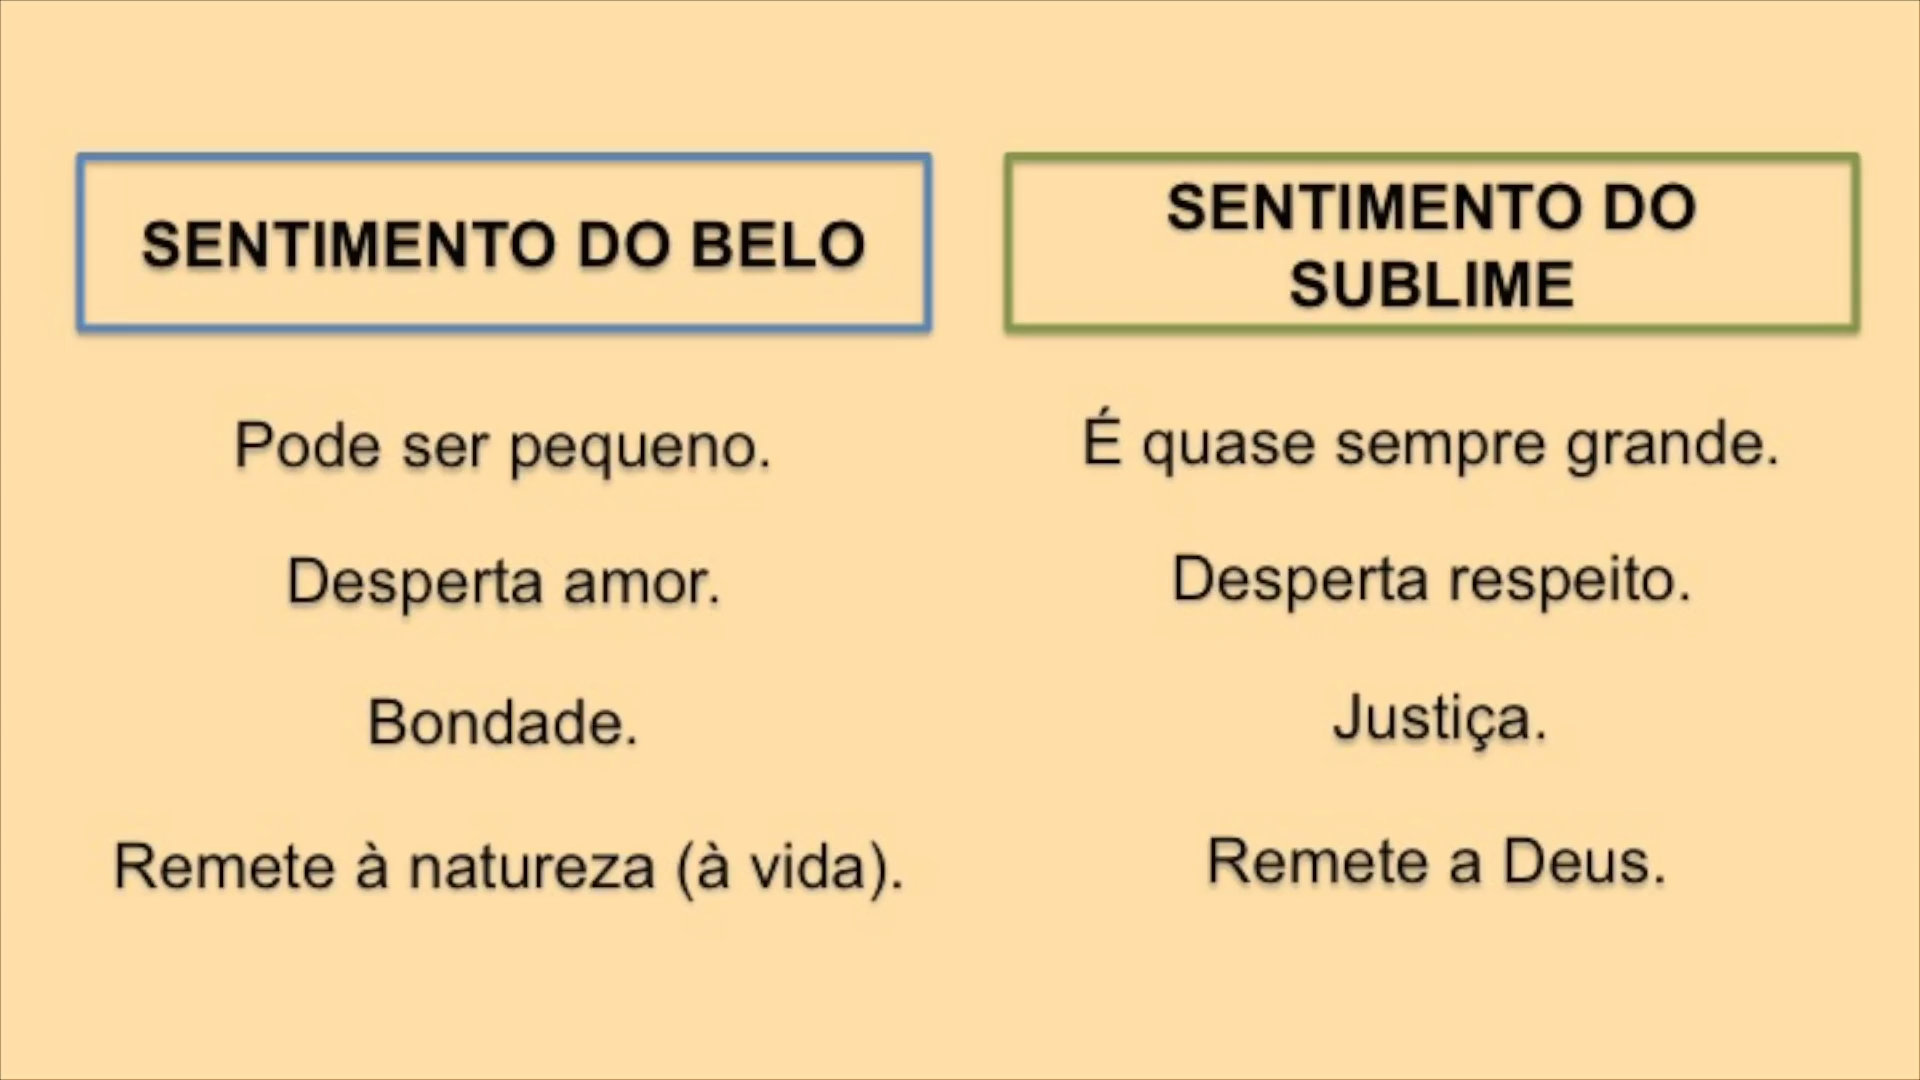 SENTIMENTO DO BELO
Pode ser pequeno.
Desperta amor.
Bondade.
Remete à natureza (à vida).
SENTIMENTO DO
SUBLIME
É quase sempre grande.
Desperta respeito.
Justiça.
Remete a Deus.